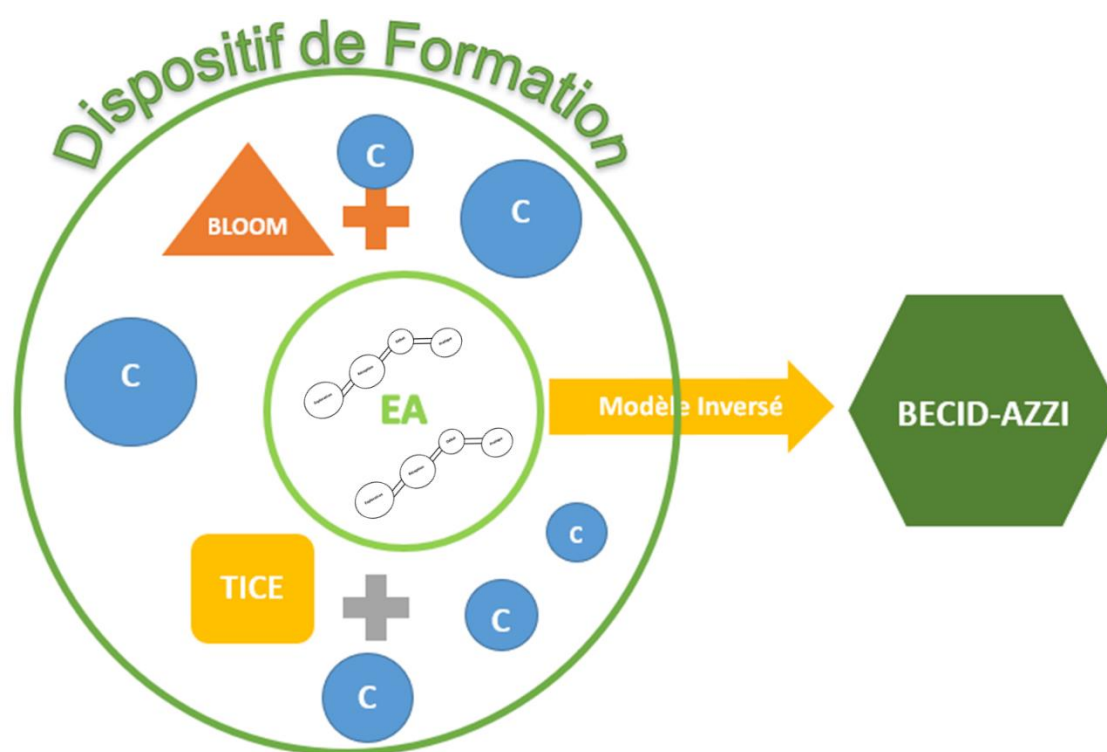 Dispositif de Formation
C
BLOOM
C
C
EA
Modèle Inversé
BECID-AZZI
TICE
C
C
C